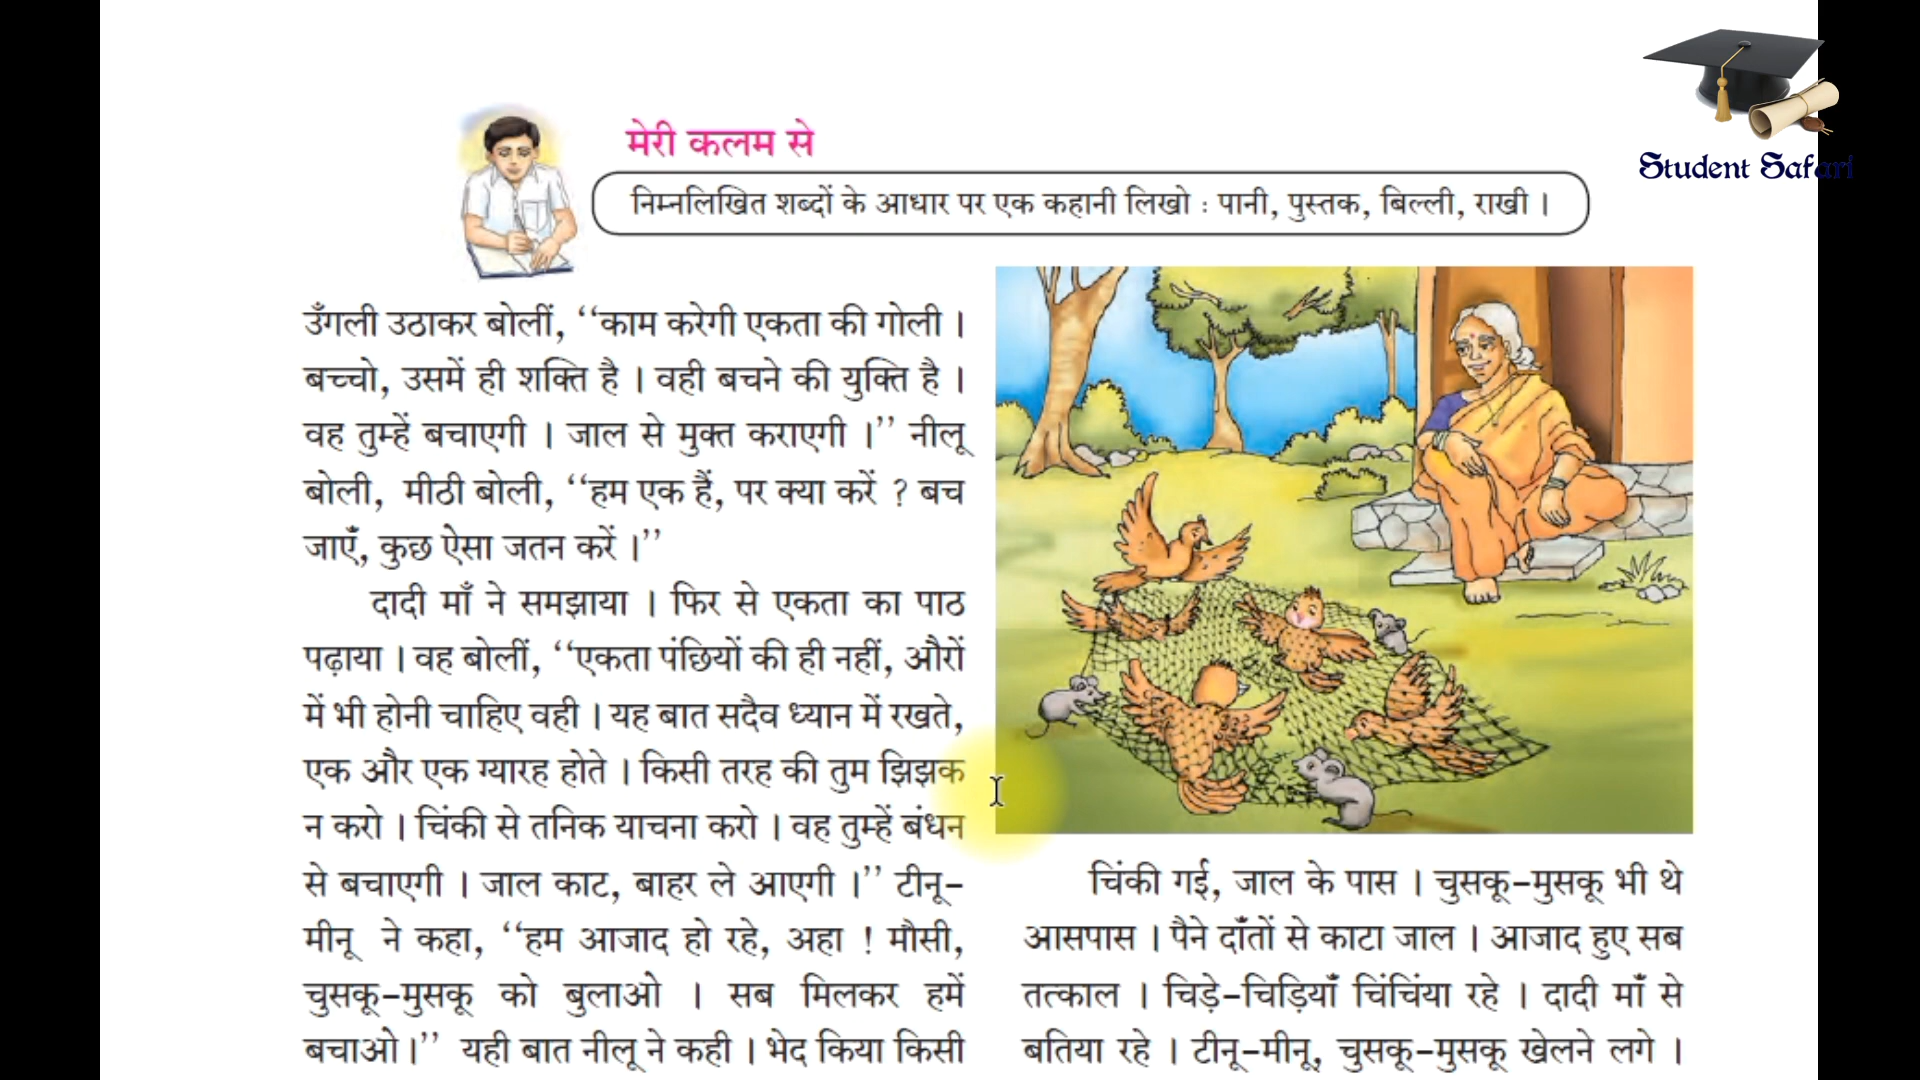 Student Safari
मेरी कलम से
निम्नलिखित शब्दों के आधार पर एक कहानी लिखो : पानी, पुस्तक, बिल्ली, राखी ।
उँगली उठाकर बोलीं, ‘‘काम करेगी एकता की गोली ।
बच्चो, उसमें ही शक्ति है । वही बचने की युक्ति है ।
वह तुम्हें बचाएगी । जाल से मुक्त कराएगी ।’’ नीलू
बोली, मीठी बोली, ‘‘हम एक हैं, पर क्या करें ? बच
जाएँ, कुछ ऐसा जतन करें ।’’
दादी माँ ने समझाया । फिर से एकता का पाठ
पढ़ाया । वह बोलीं, ‘‘एकता पंछियों की ही नहीं, औरों
में भी होनी चाहिए वही । यह बात सदैव ध्यान में रखते,
एक और एक ग्यारह होते । किसी तरह की तुम झिझक
न करो । चिंकी से तनिक याचना करो । वह तुम्हें बंधन
से बचाएगी । जाल काट, बाहर ले आएगी ।’’ टीनू-
मीनू ने कहा, ‘‘हम आजाद हो रहे, अहा ! मौसी,
चुसकू-मुसकू को बुलाओ । सब मिलकर हमें
बचाओ।’’ यही बात नीलू ने कही । भेद किया किसी
चिंकी गई, जाल के पास । चुसकू-मुसकू भी थे
आसपास । पैने दाँतों से काटा जाल । आजाद हुए सब
तत्काल । चिड़े-चिड़ियाँ चिंचिंया रहे । दादी माँ से
बतिया रहे । टीनू-मीनू, चुसकू-मुसकू खेलने लगे ।